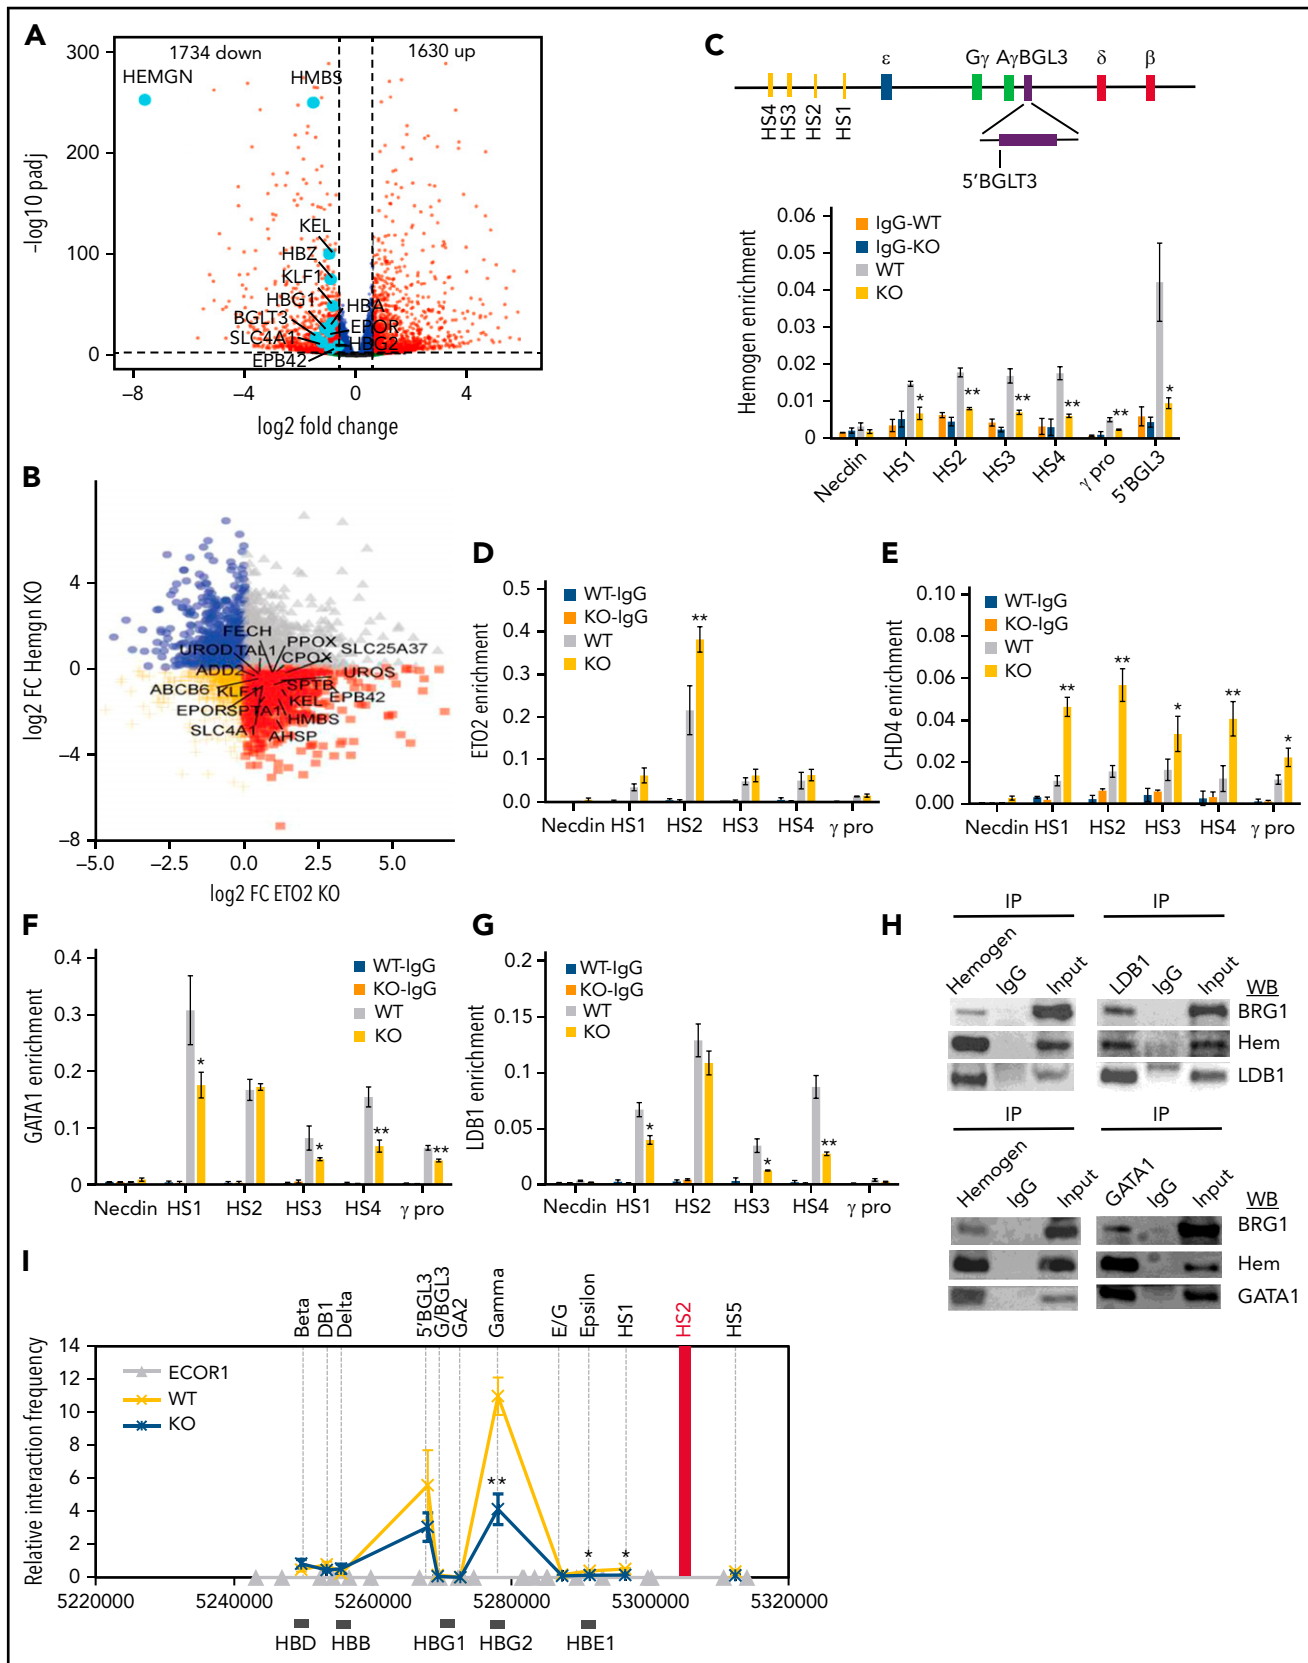 A
1734 down
1630 up
300
200
100
0
-log10 padj
HEMGN
HMBS
KEL
HBZ
KLF1
HBG1
HBA
BGLT3
EPOR
SLC4A1
HBG2
EPB42
−8
−4
0
4
log2 fold change
B
log2 FC Hemgn KO
4
0
−4
−8
FECH
PPOX
SLC25A37
UROD
TAL1
CPOX
ADD2
UROS
ABCB6
KLF1
SPTB
EPB42
KEL
EPOR
SPTA1
HMBS
SLC4A1
AHSP
−5.0
−2.5
0.0
2.5
5.0
log2 FC ETO2 KO
C
ε
Gγ
AγBGL3
δ
β
HS4
HS3
HS2
HS1
5′BGLT3
Hemogen enrichment
0.06
0.05
0.04
0.03
0.02
0.01
0
IgG-WT
IgG-KO
WT
KO
*
**
**
**
**
*
Necdin
HS1
HS2
HS3
HS4
γ pro
5′BGL3
D
ETO2 enrichment
0.5
0.4
0.3
0.2
0.1
0.0
WT-IgG
KO-IgG
WT
KO
**
Necdin HS1 HS2 HS3 HS4 γ pro
E
CHD4 enrichment
0.10
0.08
0.06
0.04
0.02
0.00
WT-IgG
KO-IgG
WT
KO
**
**
*
**
*
Necdin HS1 HS2 HS3 HS4 γ pro
F
GATA1 enrichment
0.4
0.3
0.2
0.1
0
WT-IgG
KO-IgG
WT
KO
*
*
**
**
Necdin HS1 HS2 HS3 HS4 γ pro
G
LDB1 enrichment
0.2
0.15
0.1
0.05
0
WT-IgG
KO-IgG
WT
KO
*
*
**
Necdin HS1 HS2 HS3 HS4 γ pro
H
IP
IP
Hemogen
IgG
Input
LDB1
IgG
Input
WB
BRG1
Hem
LDB1
IP
IP
Hemogen
IgG
Input
GATA1
IgG
Input
WB
BRG1
Hem
GATA1
I
Beta
DB1
Delta
5′BGL3
G/BGL3
GA2
Gamma
E/G
Epsilon
HS1
HS2
HS5
Relative interaction frequency
14
12
10
8
6
4
2
0
ECOR1
WT
KO
**
*
*
5220000
5240000
5260000
5280000
5300000
5320000
HBD
HBB
HBG1
HBG2
HBE1